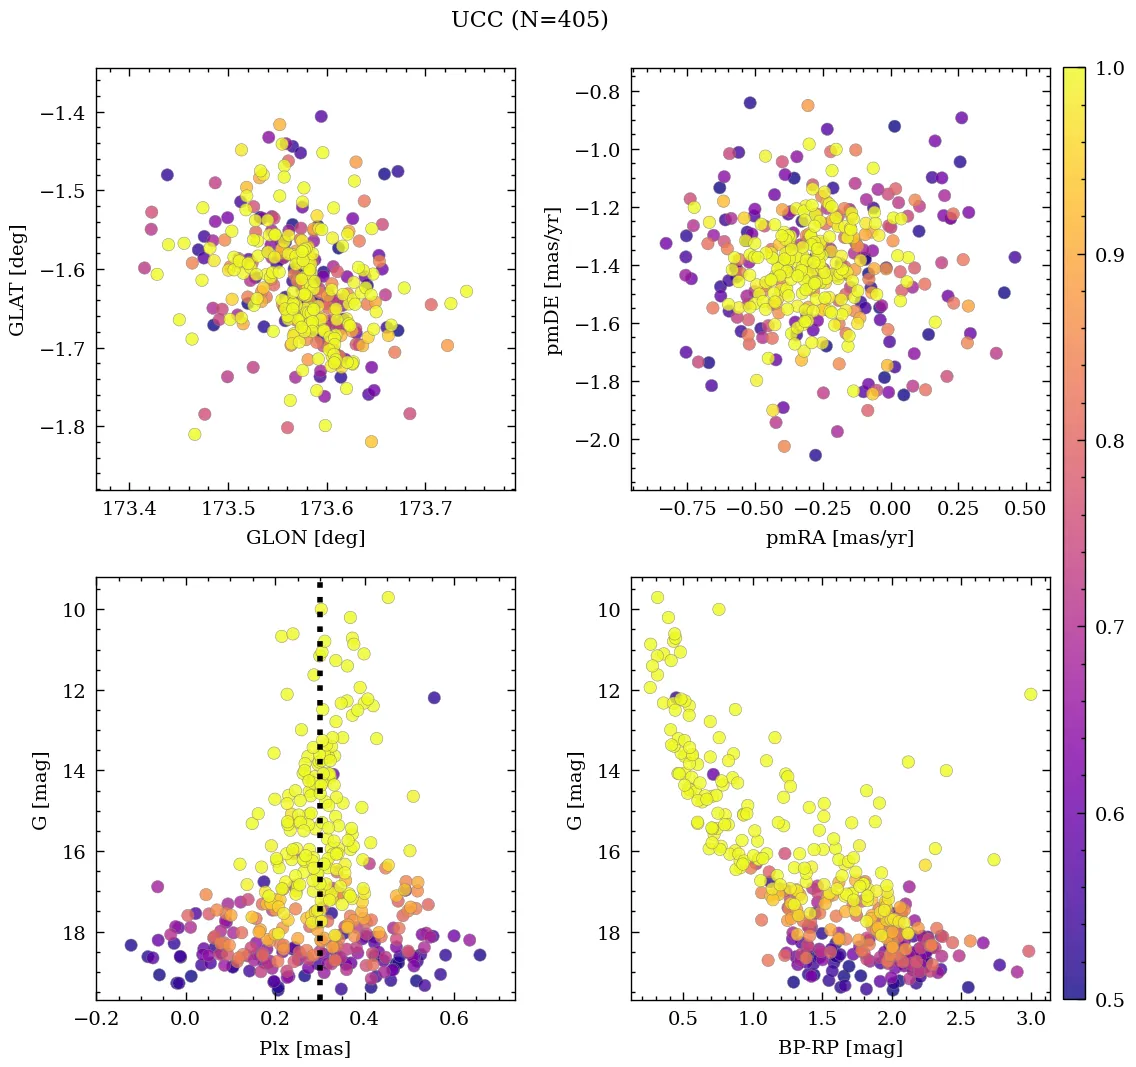 UCC (N=405)
−1.4
−1.5
−1.6
−1.7
−1.8
GLAT [deg]
173.4 173.5 173.6 173.7
GLON [deg]
−0.8
−1.0
−1.2
−1.4
−1.6
−1.8
−2.0
pmDE [mas/yr]
−0.75 −0.50 −0.25 0.00 0.25 0.50
pmRA [mas/yr]
1.0
0.9
0.8
0.7
0.6
0.5
10
12
14
16
18
G [mag]
−0.2 0.0 0.2 0.4 0.6
Plx [mas]
10
12
14
16
18
G [mag]
0.5 1.0 1.5 2.0 2.5 3.0
BP-RP [mag]